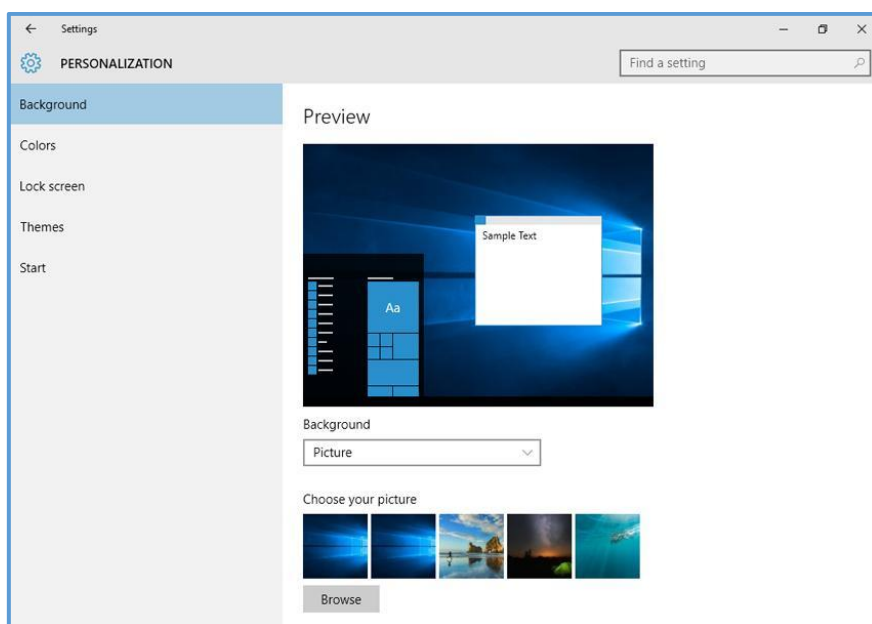 Settings
PERSONALIZATION
Find a setting
Background
Colors
Lock screen
Themes
Start
Preview
Sample Text
Aa
Background
Picture
Choose your picture
Browse